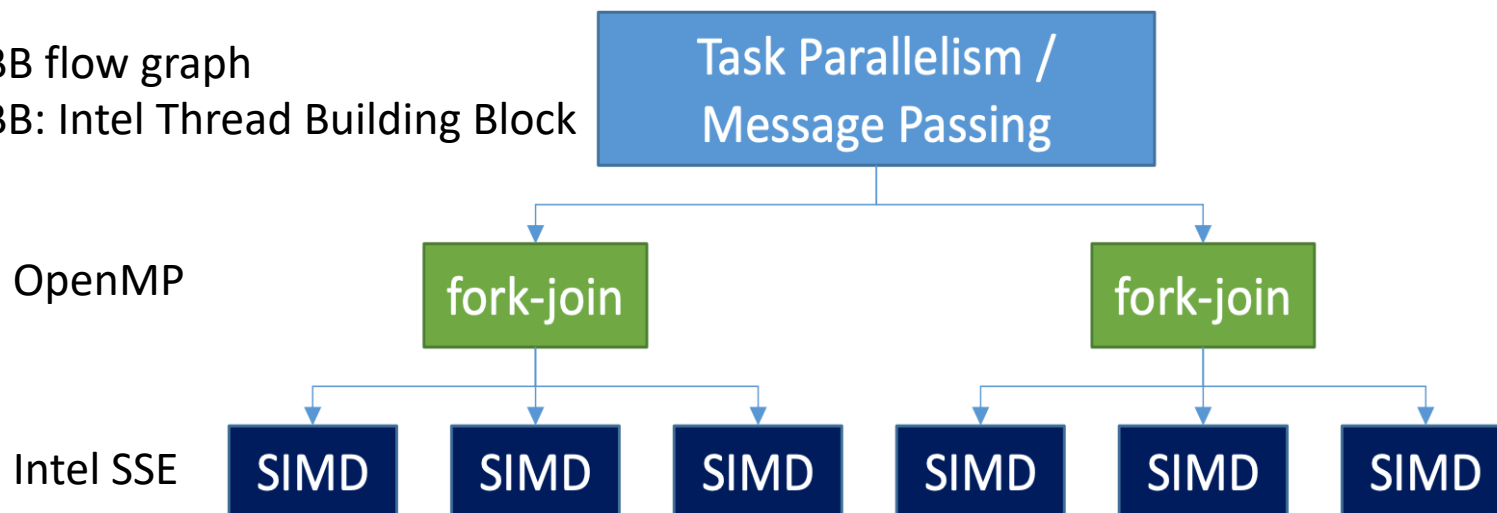 BB flow graph
BB: Intel Thread Building Block
Task Parallelism /
Message Passing
OpenMP
fork-join
fork-join
Intel SSE
SIMD
SIMD
SIMD
SIMD
SIMD
SIMD